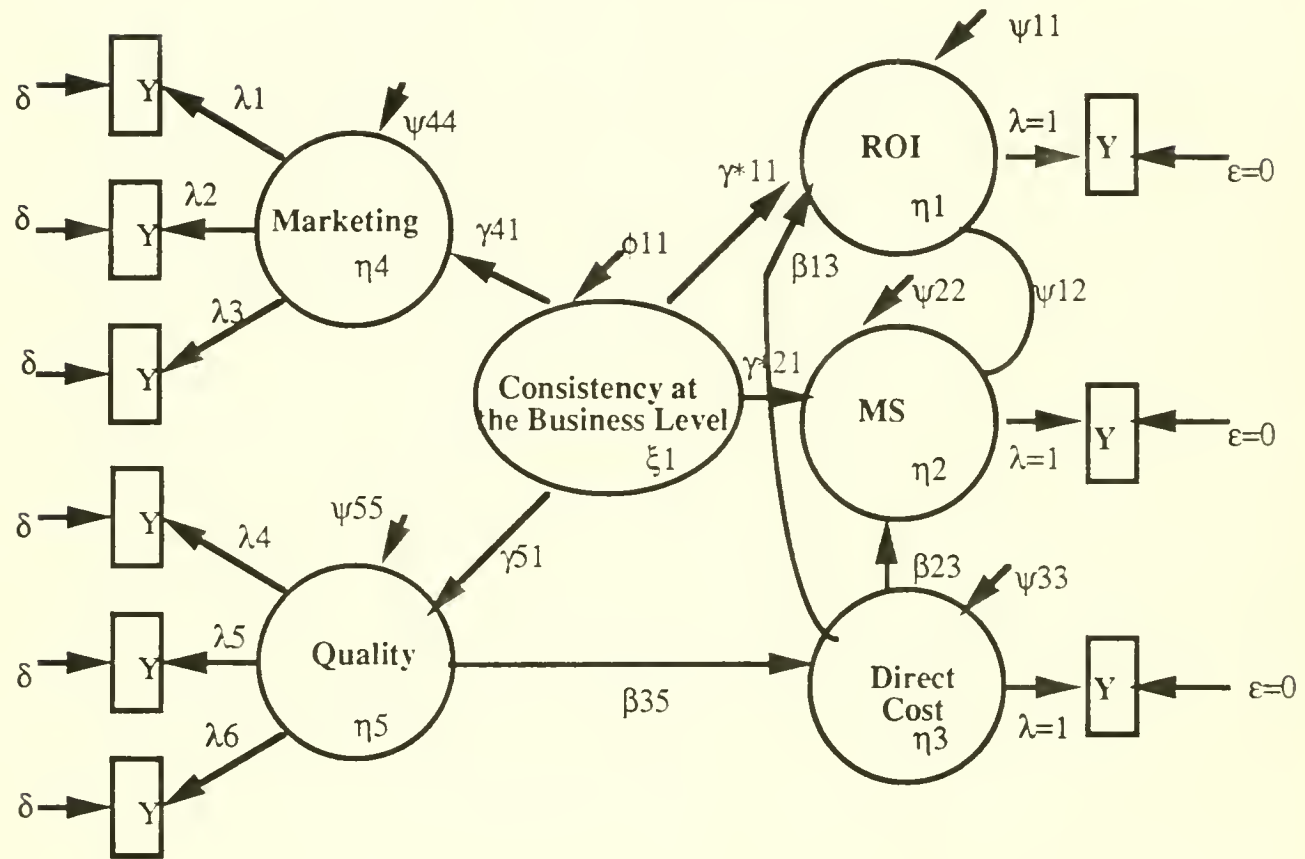 ψ11
δ
Y
λ1
ψ44
λ=1
Y
ε=0
ROI
η1
γ*11
δ
Y
λ2
Marketing
η4
γ41
ϕ11
β13
ψ22
ψ12
δ
Y
λ3
Consistency at
the Business Level
ξ1
γ*21
MS
η2
λ=1
Y
ε=0
δ
Y
λ4
ψ55
γ51
β23
ψ33
δ
Y
λ5
Quality
η5
β35
Direct
Cost
η3
λ=1
Y
ε=0
δ
Y
λ6